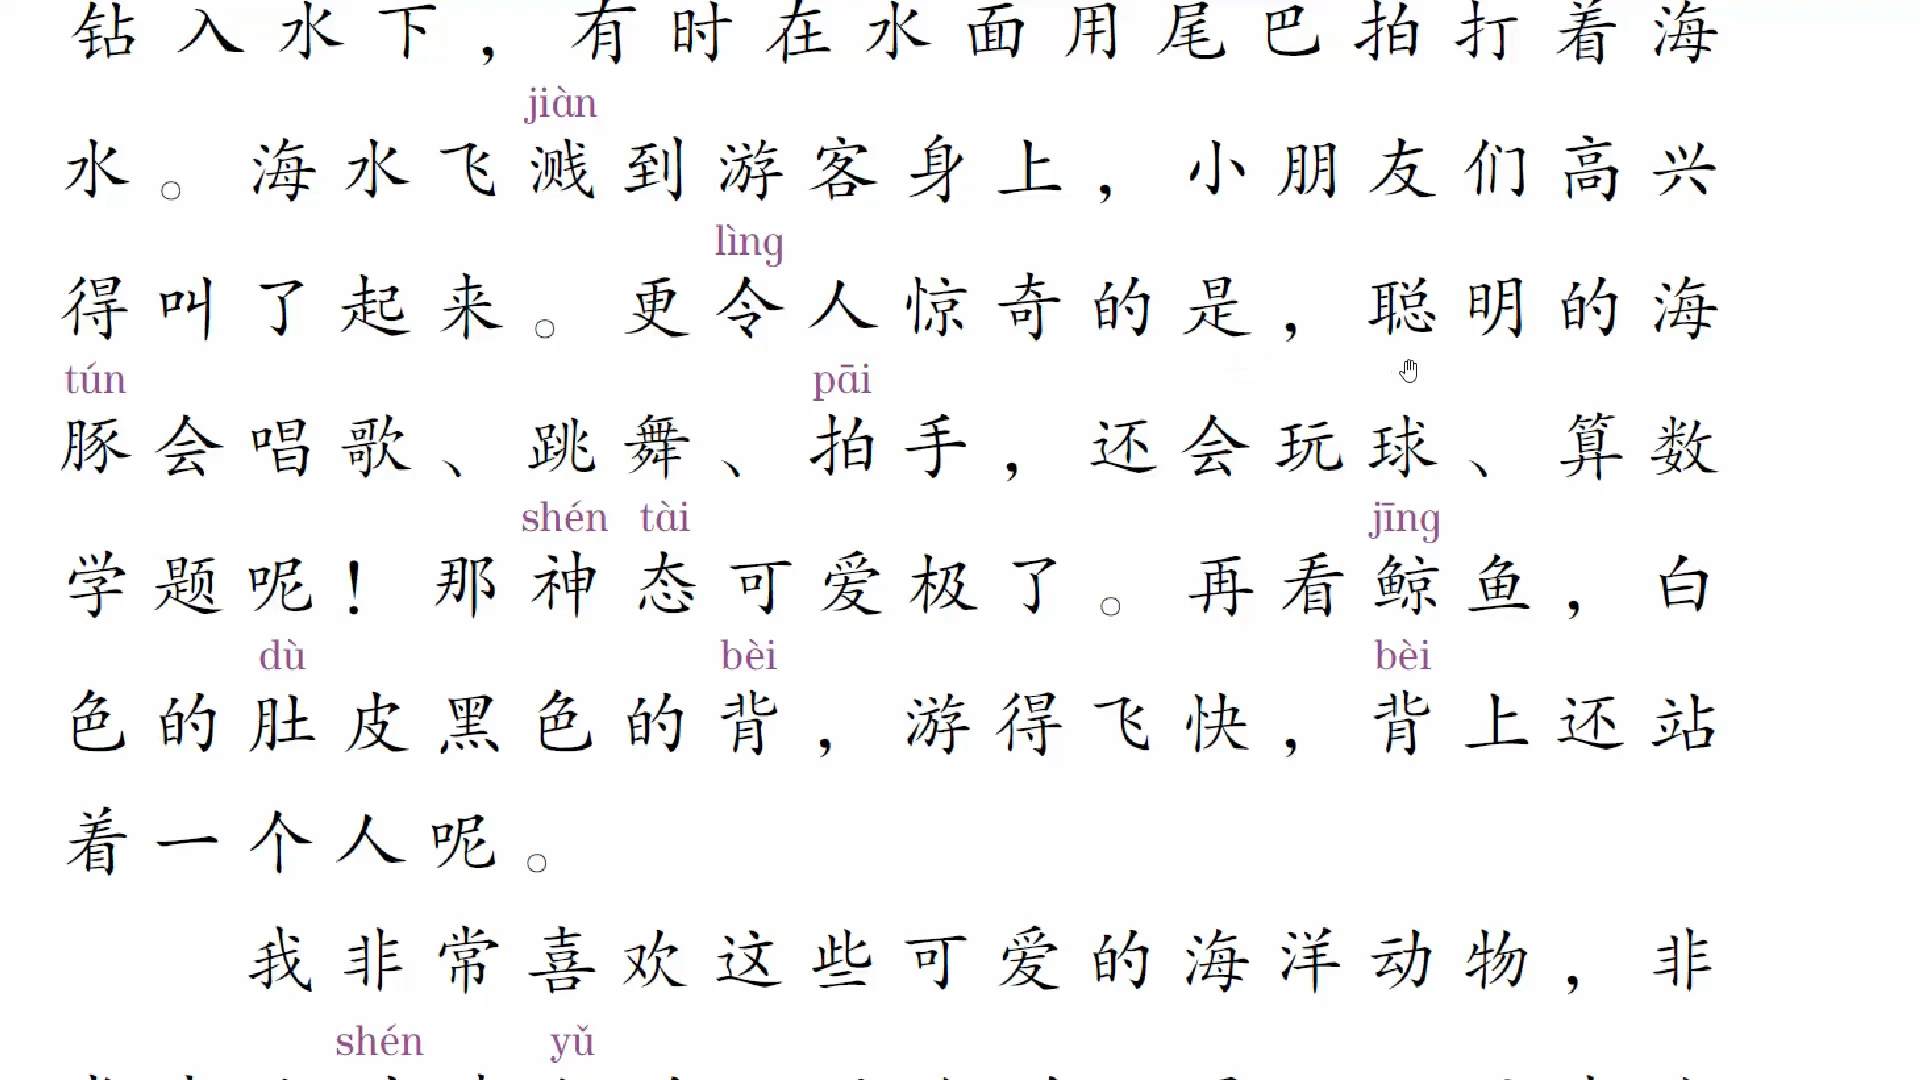 钻入水下，有时在水面用尾巴拍打着海
jiàn
水。海水飞溅到游客身上，小朋友们高兴
lìng
得叫了起来。更令人惊奇的是，聪明的海
tún pāi
豚会唱歌、跳舞、拍手，还会玩球、算数
shén tài jīng
学题呢！那神态可爱极了。再看鲸鱼，白
dù bèi bèi
色的肚皮黑色的背，游得飞快，背上还站
着一个人呢。
我非常喜欢这些可爱的海洋动物，非
shén yǔ